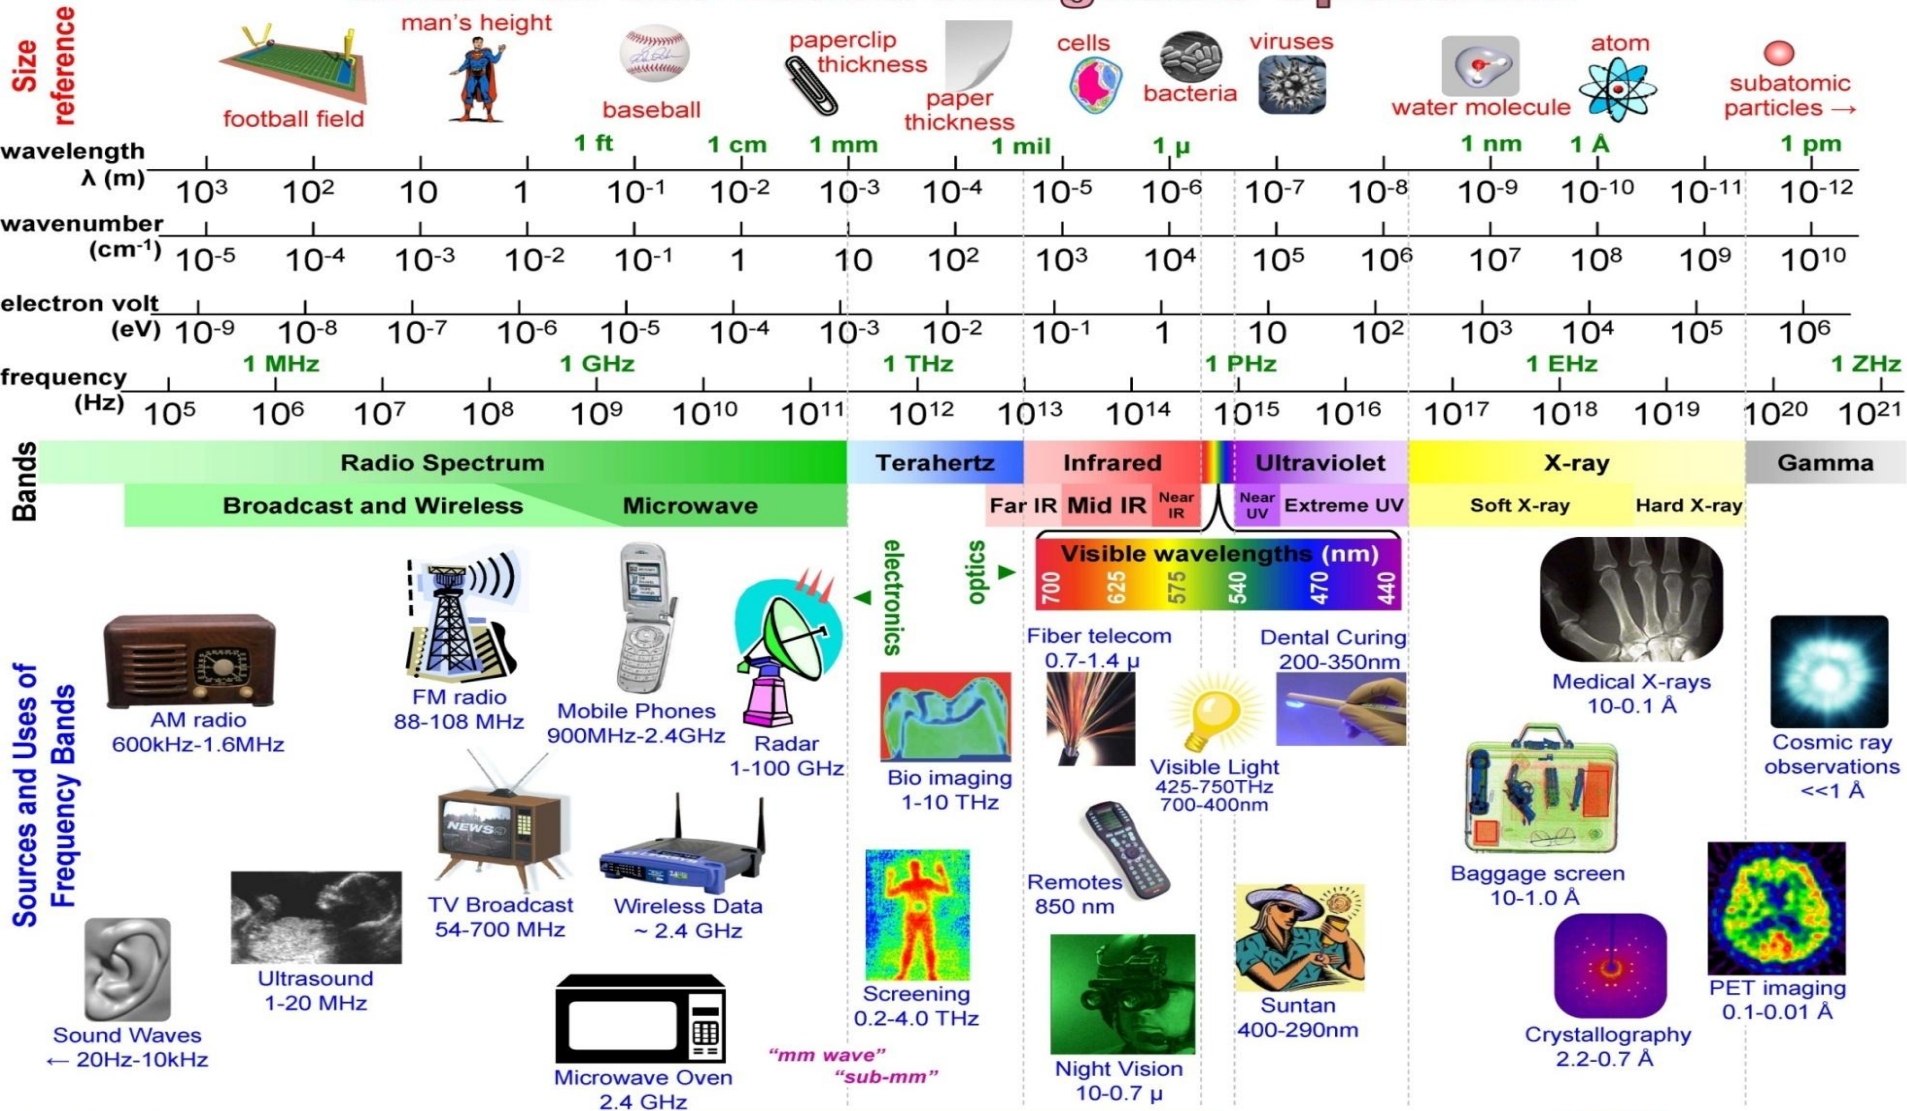 Size reference
football field
man's height
baseball
paperclip
thickness
paper
thickness
cells
bacteria
viruses
water molecule
atom
subatomic
particles →
1 ft 1 cm 1 mm 1 mil 1 µ 1 nm 1 Å 1 pm
wavelength
λ (m)
10³ 10² 10 1 10⁻¹ 10⁻² 10⁻³ 10⁻⁴ 10⁻⁵ 10⁻⁶ 10⁻⁷ 10⁻⁸ 10⁻⁹ 10⁻¹⁰ 10⁻¹¹ 10⁻¹²
wavenumber
(cm⁻¹)
10⁻⁵ 10⁻⁴ 10⁻³ 10⁻² 10⁻¹ 1 10 10² 10³ 10⁴ 10⁵ 10⁶ 10⁷ 10⁸ 10⁹ 10¹⁰
electron volt
(eV)
10⁻⁹ 10⁻⁸ 10⁻⁷ 10⁻⁶ 10⁻⁵ 10⁻⁴ 10⁻³ 10⁻² 10⁻¹ 1 10 10² 10³ 10⁴ 10⁵ 10⁶
1 MHz 1 GHz 1 THz 1 PHz 1 EHz 1 ZHz
frequency
(Hz)
10⁵ 10⁶ 10⁷ 10⁸ 10⁹ 10¹⁰ 10¹¹ 10¹² 10¹³ 10¹⁴ 10¹⁵ 10¹⁶ 10¹⁷ 10¹⁸ 10¹⁹ 10²⁰ 10²¹
Bands
Radio Spectrum Terahertz Infrared Ultraviolet X-ray Gamma
Broadcast and Wireless Microwave Far IR Mid IR Near IR Near UV Extreme UV Soft X-ray Hard X-ray
electronics
optics
Visible wavelengths (nm)
700 625 575 540 470 440
Sources and Uses of
Frequency Bands
AM radio
600kHz-1.6MHz
FM radio
88-108 MHz
Mobile Phones
900MHz-2.4GHz
Radar
1-100 GHz
Bio imaging
1-10 THz
Fiber telecom
0.7-1.4 µ
Visible Light
425-750THz
700-400nm
Dental Curing
200-350nm
Medical X-rays
10-0.1 Å
Cosmic ray
observations
<<1 Å
NEWS
TV Broadcast
54-700 MHz
Wireless Data
~ 2.4 GHz
Remotes
850 nm
Baggage screen
10-1.0 Å
Sound Waves
← 20Hz-10kHz
Ultrasound
1-20 MHz
Microwave Oven
2.4 GHz
Screening
0.2-4.0 THz
"mm wave"
"sub-mm"
Night Vision
10-0.7 µ
Suntan
400-290nm
Crystallography
2.2-0.7 Å
PET imaging
0.1-0.01 Å